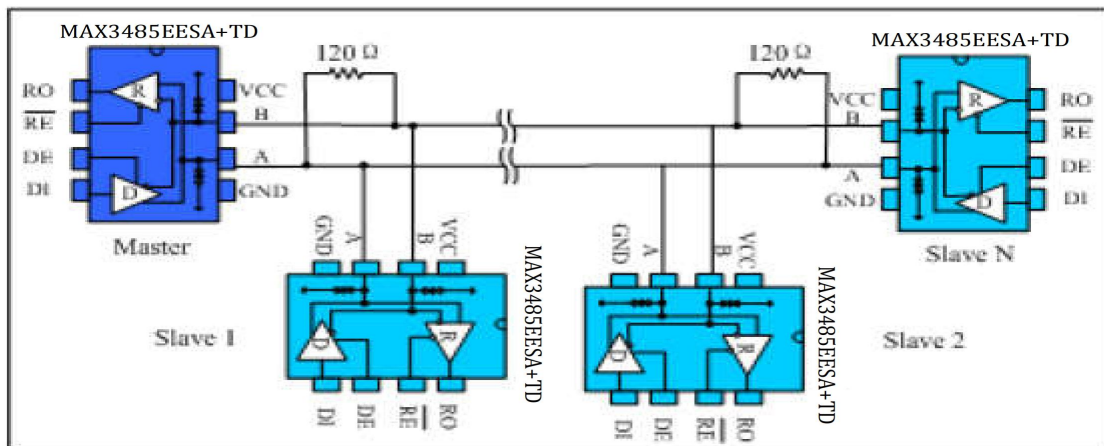 MAX3485EESA+TD
RO
RE
DE
DI
VCC
B
A
GND
R
D
Master
120 Ω
120 Ω
MAX3485EESA+TD
VCC
B
A
GND
RO
RE
DE
DI
R
D
Slave N
GND
A
B
VCC
D
R
DI
DE
RE
RO
MAX3485EESA+TD
Slave 1
GND
A
B
VCC
D
R
DI
DE
RE
RO
MAX3485EESA+TD
Slave 2